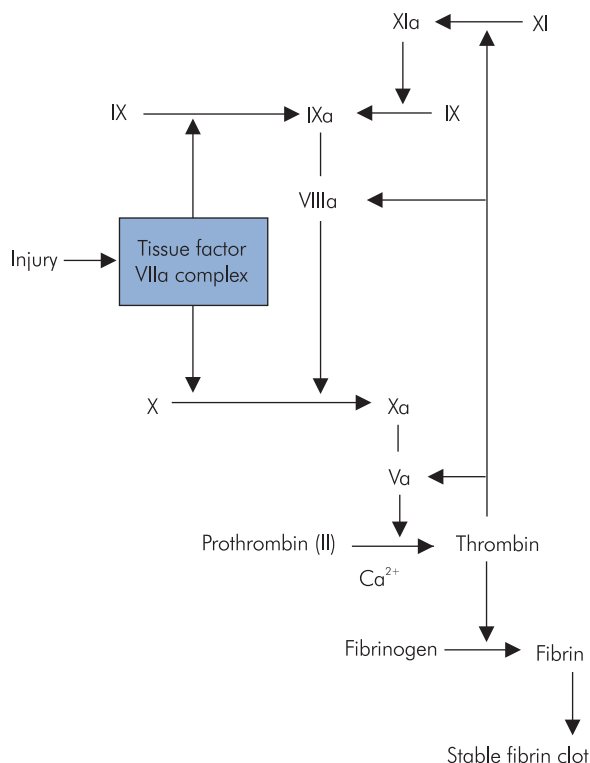 XIa
XI
IX
IXa
IX
VIIIa
Injury
Tissue factor
VIIa complex
X
Xa
Va
Prothrombin (II)
Thrombin
Ca²⁺
Fibrinogen
Fibrin
Stable fibrin clot